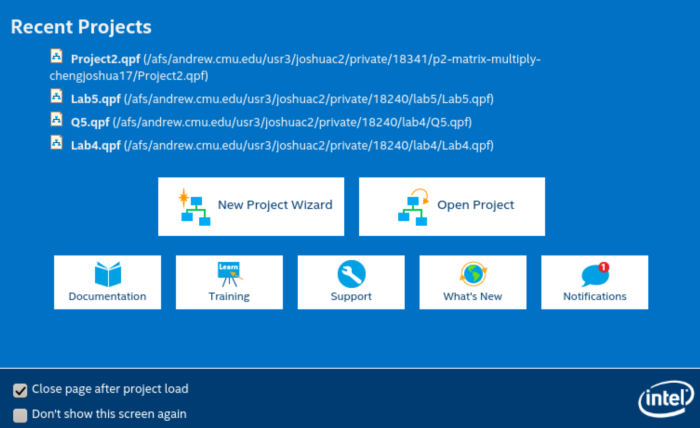 Recent Projects
Project2.qpf (/afs/andrew.cmu.edu/usr3/joshuac2/private/18341/p2-matrix-multiply-
chengjoshua17/Project2.qpf)
Lab5.qpf (/afs/andrew.cmu.edu/usr3/joshuac2/private/18240/lab5/Lab5.qpf)
Q5.qpf (/afs/andrew.cmu.edu/usr3/joshuac2/private/18240/lab4/Q5.qpf)
Lab4.qpf (/afs/andrew.cmu.edu/usr3/joshuac2/private/18240/lab4/Lab4.qpf)
New Project Wizard
Open Project
Learn
1
Documentation
Training
Support
What's New
Notifications
Close page after project load
Don't show this screen again
intel